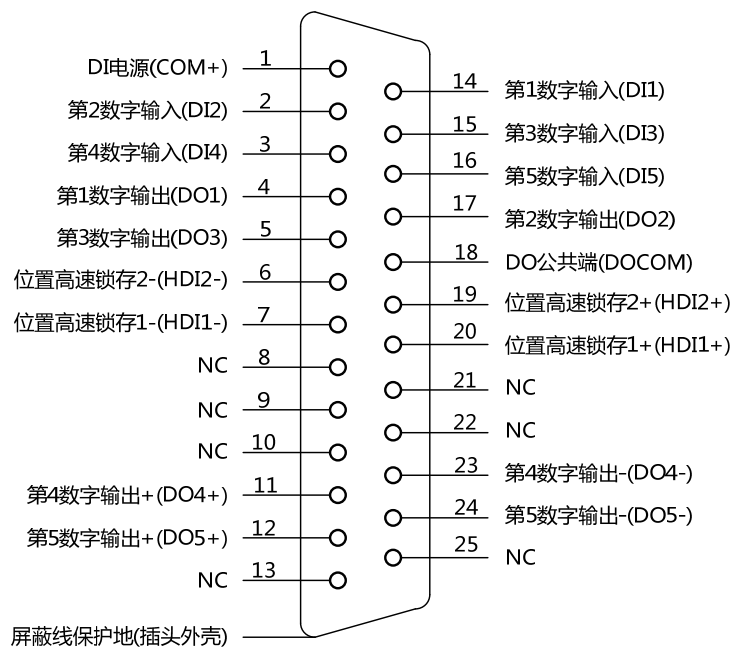 DI电源(COM+) 1
第2数字输入(DI2) 2
第4数字输入(DI4) 3
第1数字输出(DO1) 4
第3数字输出(DO3) 5
位置高速锁存2-(HDI2-) 6
位置高速锁存1-(HDI1-) 7
NC 8
NC 9
NC 10
第4数字输出+(DO4+) 11
第5数字输出+(DO5+) 12
NC 13
屏蔽线保护地(插头外壳)
14 第1数字输入(DI1)
15 第3数字输入(DI3)
16 第5数字输入(DI5)
17 第2数字输出(DO2)
18 DO公共端(DOCOM)
19 位置高速锁存2+(HDI2+)
20 位置高速锁存1+(HDI1+)
21 NC
22 NC
23 第4数字输出-(DO4-)
24 第5数字输出-(DO5-)
25 NC